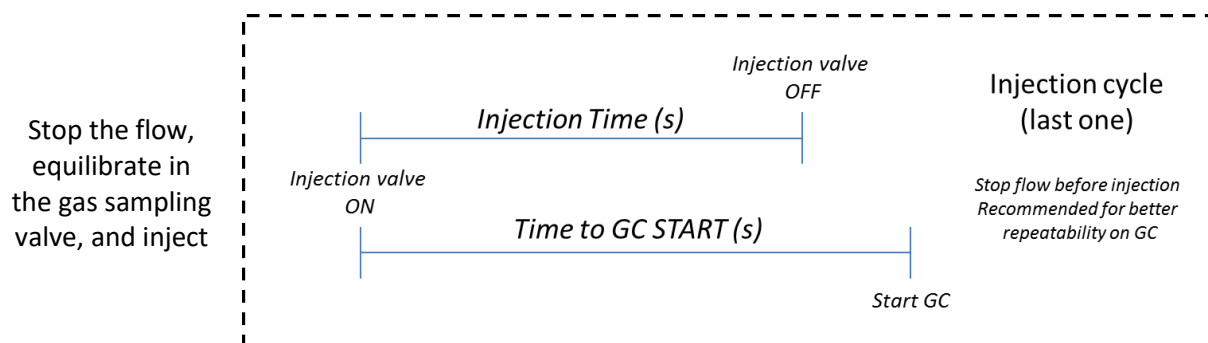 Stop the flow,
equilibrate in
the gas sampling
valve, and inject
Injection valve
OFF
Injection Time (s)
Injection valve
ON
Time to GC START (s)
Start GC
Injection cycle
(last one)
Stop flow before injection
Recommended for better
repeatability on GC